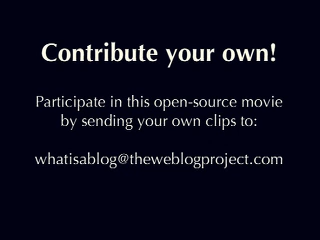 Contribute your own!
Participate in this open-source movie
by sending your own clips to:
whatisablog@theweblogproject.com